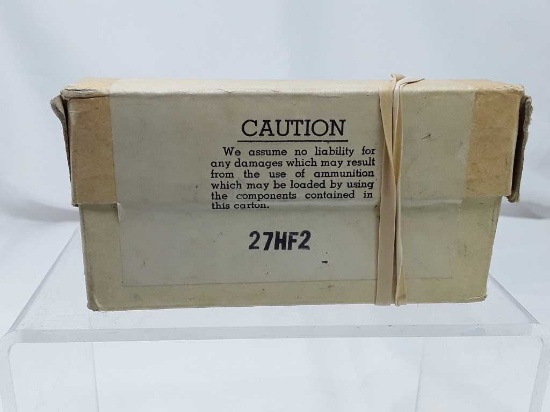 CAUTION
We assume no liability for
any damages which may result
from the use of ammunition
which may be loaded by using
the components contained in
this carton.
27HF2